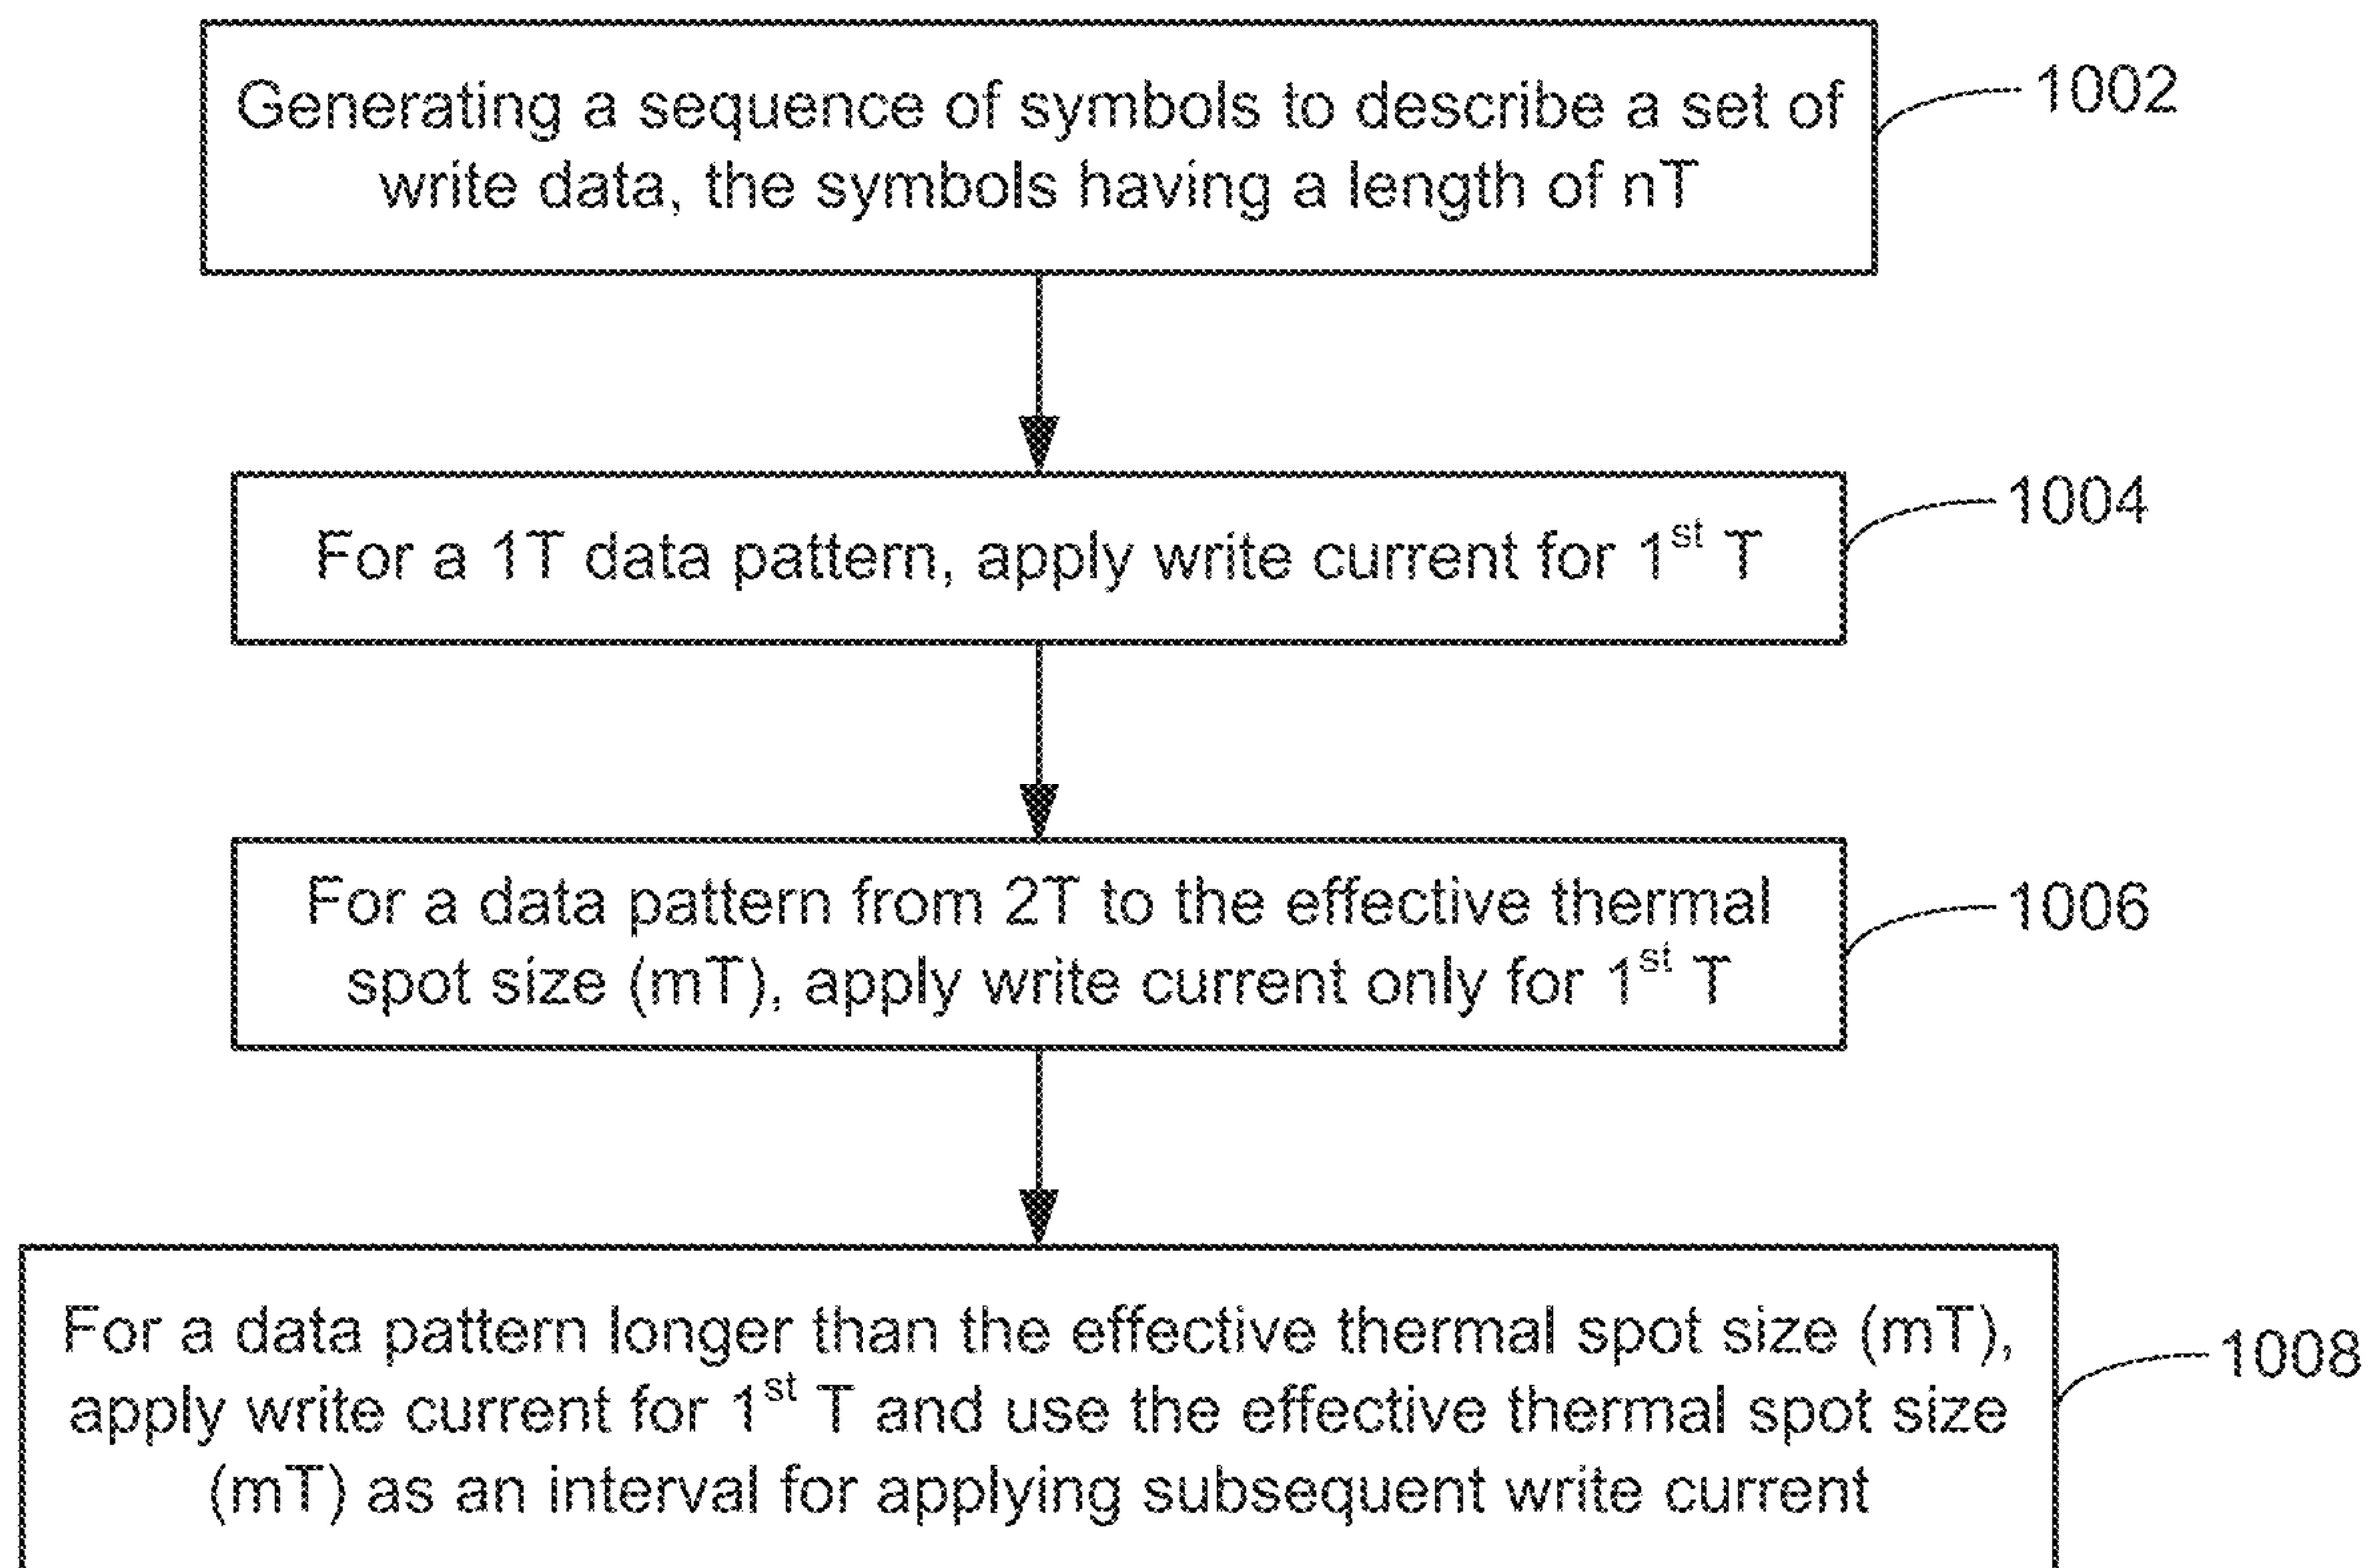 Generating a sequence of symbols to describe a set of
write data, the symbols having a length of nT
1002
For a 1T data pattern, apply write current for 1st T
1004
For a data pattern from 2T to the effective thermal
spot size (mT), apply write current only for 1st T
1006
For a data pattern longer than the effective thermal spot size (mT),
apply write current for 1st T and use the effective thermal spot size
(mT) as an interval for applying subsequent write current
1008